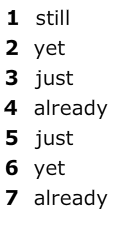 1 still
2 yet
3 just
4 already
5 just
6 yet
7 already